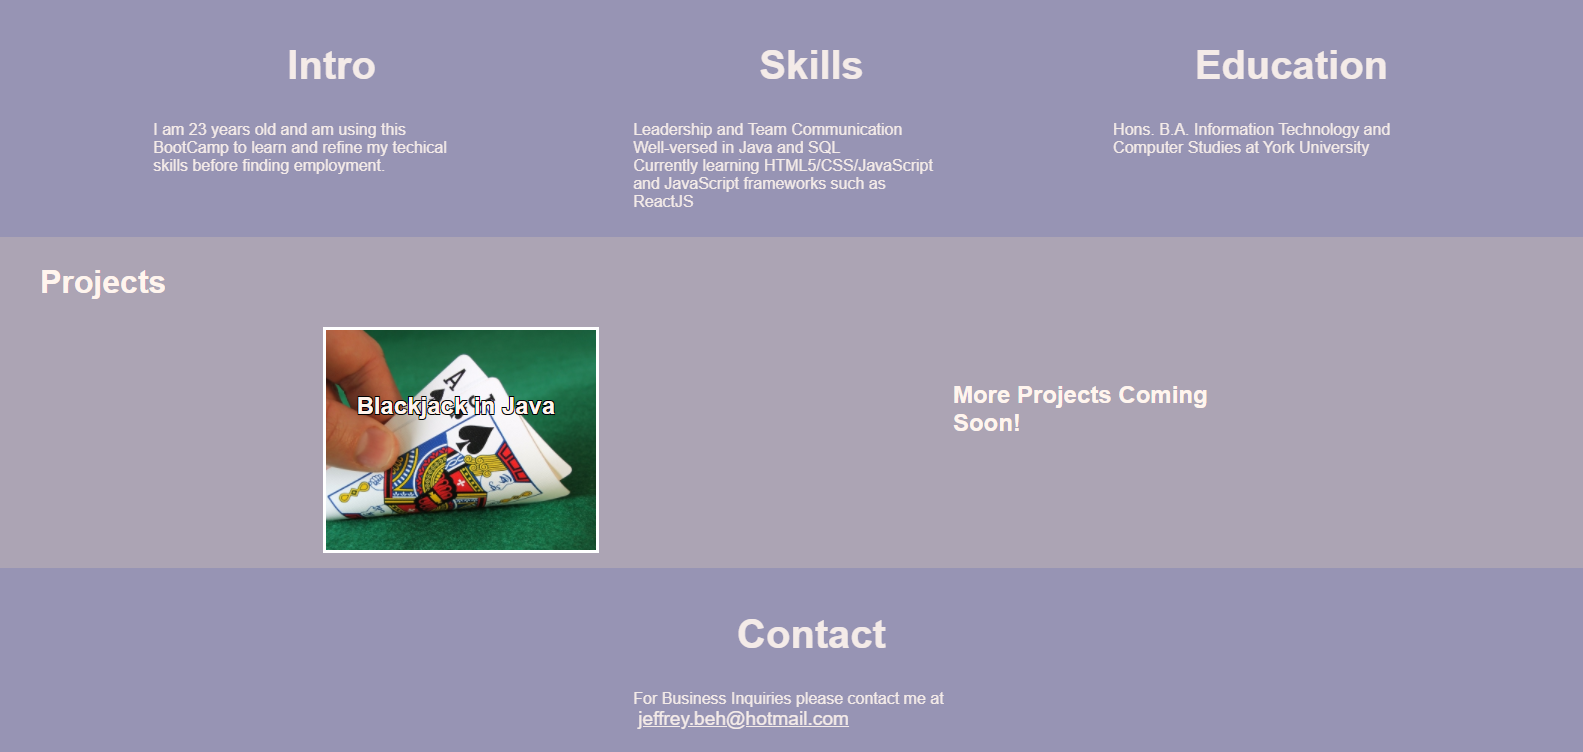 Intro
I am 23 years old and am using this
BootCamp to learn and refine my techical
skills before finding employment.
Skills
Leadership and Team Communication
Well-versed in Java and SQL
Currently learning HTML5/CSS/JavaScript
and JavaScript frameworks such as
ReactJS
Education
Hons. B.A. Information Technology and
Computer Studies at York University
Projects
A
Blackjack in Java
More Projects Coming
Soon!
Contact
For Business Inquiries please contact me at
jeffrey.beh@hotmail.com